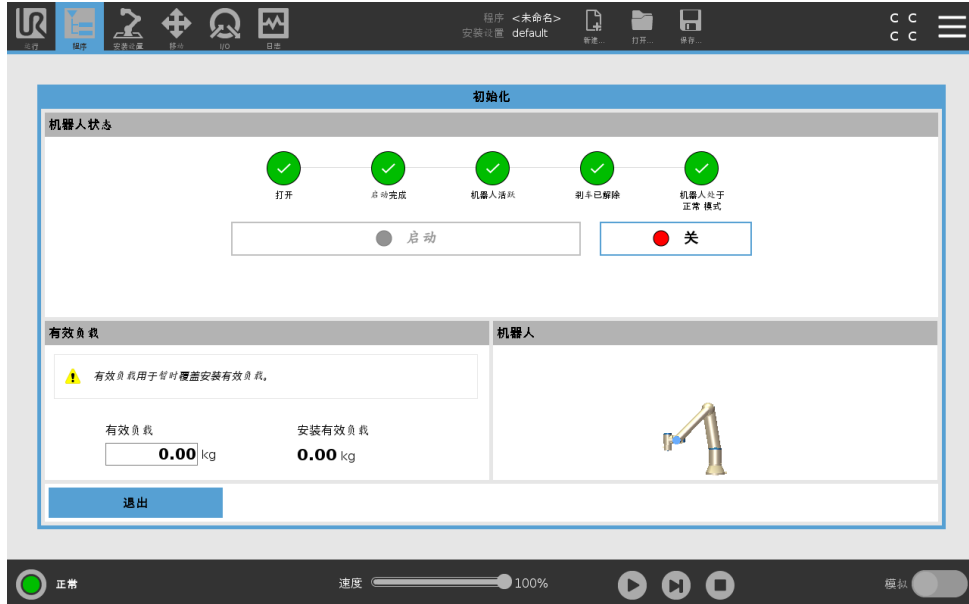 程序 <未命名>
安装设置 default
C C
C C
运行 程序 安装设置 移动 I/O 日志 新建... 打开... 保存...
初始化
机器人状态
打开 启动完成 机器人活跃 刹车已解除 机器人处于
正常 模式
启动 关
有效负载 机器人
有效负载用于暂时覆盖安装有效负载。
有效负载 安装有效负载
0.00 kg 0.00 kg
退出
正常 速度 100% 模拟